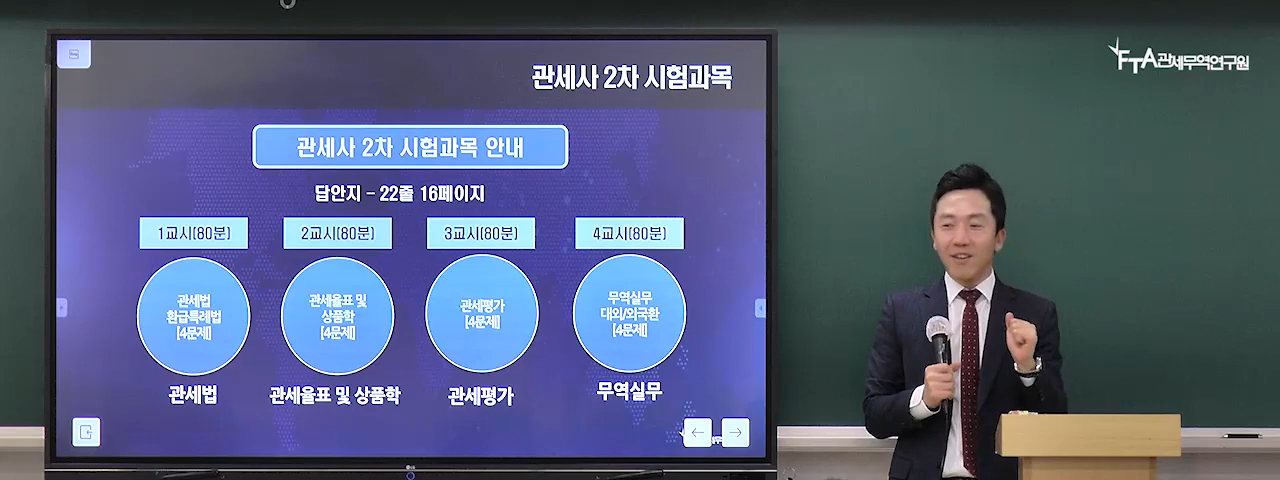 관세사 2차 시험과목
FTA관세무역연구원
관세사 2차 시험과목 안내
답안지 - 22줄 16페이지
1교시(80분)
2교시(80분)
3교시(80분)
4교시(80분)
관세법
환급특례법
[4문제]
관세율표 및
상품학
[4문제]
관세평가
[4문제]
무역실무
대외/외국환
[4문제]
관세법
관세율표 및 상품학
관세평가
무역실무